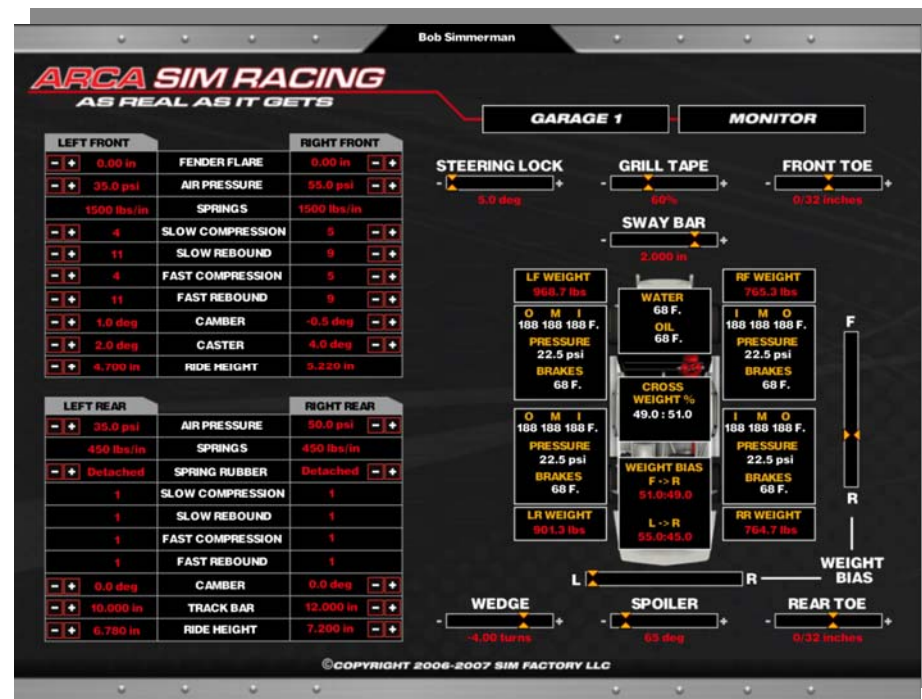 Bob Simmerman
ARCA SIM RACING
AS REAL AS IT GETS
GARAGE 1 MONITOR
LEFT FRONT RIGHT FRONT
- + 0.00 in FENDER FLARE 0.00 in - +
- + 35.0 psi AIR PRESSURE 55.0 psi - +
1500 lbs/in SPRINGS 1500 lbs/in
- + 4 SLOW COMPRESSION 5 - +
- + 11 SLOW REBOUND 9 - +
- + 4 FAST COMPRESSION 5 - +
- + 11 FAST REBOUND 9 - +
- + 1.0 deg CAMBER -0.5 deg - +
- + 2.0 deg CASTER 4.0 deg - +
- + 4.700 in RIDE HEIGHT 5.220 in
LEFT REAR RIGHT REAR
- + 35.0 psi AIR PRESSURE 50.0 psi - +
450 lbs/in SPRINGS 450 lbs/in
- + Detached SPRING RUBBER Detached - +
1 SLOW COMPRESSION 1
1 SLOW REBOUND 1
1 FAST COMPRESSION 1
1 FAST REBOUND 1
- + 0.0 deg CAMBER 0.0 deg - +
- + 10.000 in TRACK BAR 12.000 in - +
- + 6.780 in RIDE HEIGHT 7.200 in - +
STEERING LOCK GRILL TAPE FRONT TOE
- + - + - +
5.0 deg 60% 0/32 inches
SWAY BAR
- +
2.000 in
LF WEIGHT
968.7 lbs
O M I
188 188 188 F.
PRESSURE
22.5 psi
BRAKES
68 F.
WATER
68 F.
OIL
68 F.
RF WEIGHT
765.3 lbs
I M O
188 188 188 F.
PRESSURE
22.5 psi
BRAKES
68 F.
CROSS
WEIGHT %
49.0 : 51.0
O M I
188 188 188 F.
PRESSURE
22.5 psi
BRAKES
68 F.
LR WEIGHT
901.3 lbs
WEIGHT BIAS
F -> R
51.0:49.0
L -> R
55.0:45.0
I M O
188 188 188 F.
PRESSURE
22.5 psi
BRAKES
68 F.
RR WEIGHT
764.7 lbs
F
R
L R
WEIGHT
BIAS
WEDGE SPOILER REAR TOE
- + - + - +
-4.00 turns 65 deg 0/32 inches
©COPYRIGHT 2006-2007 SIM FACTORY LLC